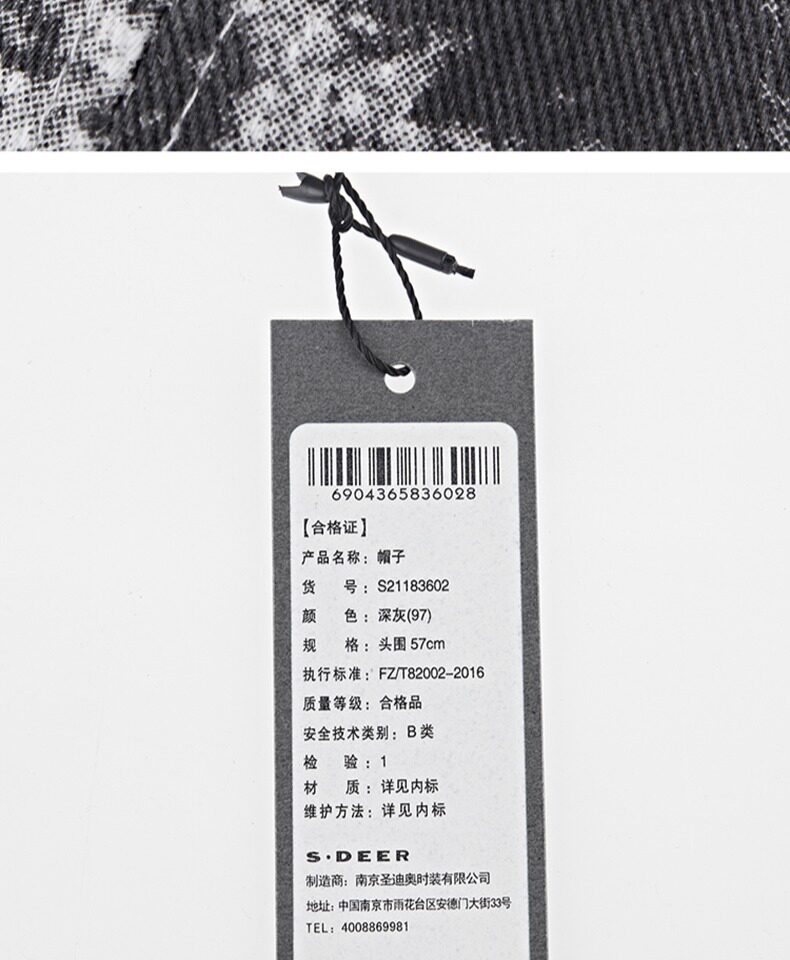 6904365836028
【合格证】
产品名称：帽子
货 号：S21183602
颜 色：深灰(97)
规 格：头围 57cm
执行标准：FZ/T82002-2016
质量等级：合格品
安全技术类别：B 类
检 验：1
材 质：详见内标
维护方法：详见内标
S·DEER
制造商：南京圣迪奥时装有限公司
地址：中国南京市雨花台区安德门大街33号
TEL：4008869981